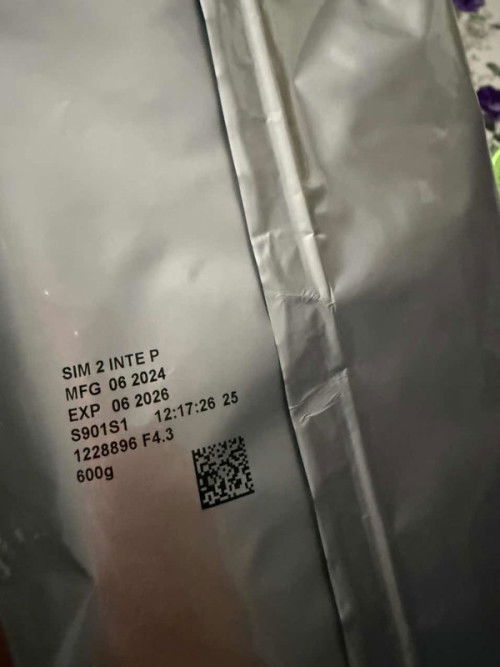 SIM 2 INTE P
MFG 06 2024
EXP 06 2026
S901S1 12:17:26 25
1228896 F4.3
600g